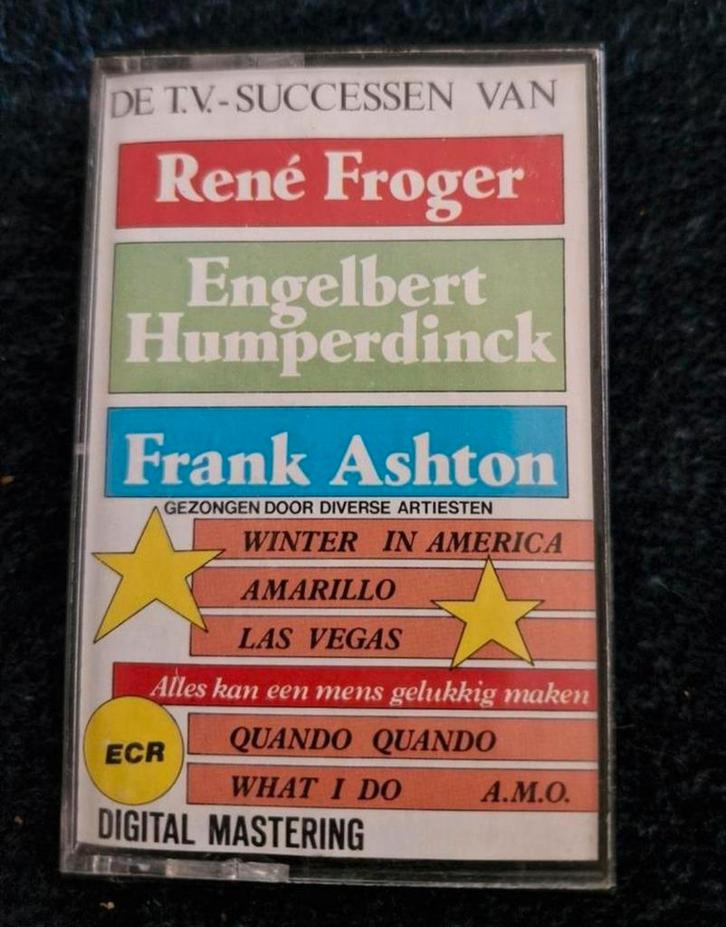 DE T.V.-SUCCESSEN VAN
René Froger
Engelbert
Humperdinck
Frank Ashton
GEZONGEN DOOR DIVERSE ARTIESTEN
WINTER IN AMERICA
AMARILLO
LAS VEGAS
Alles kan een mens gelukkig maken
ECR
QUANDO QUANDO
WHAT I DO A.M.O.
DIGITAL MASTERING